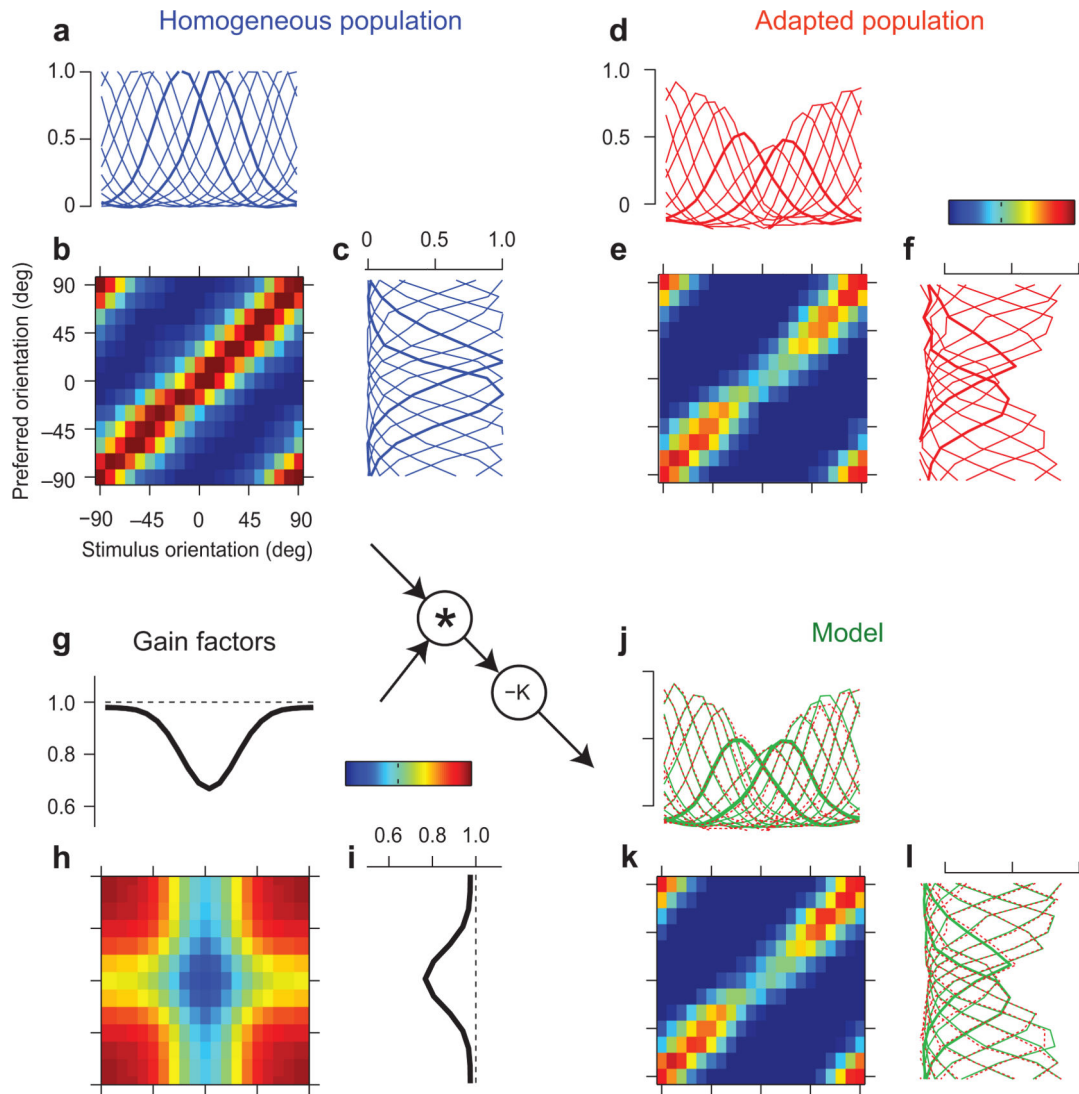 Homogeneous population
Adapted population
a
1.0
0.5
0
d
1.0
0.5
0
b
90
45
0
−45
−90
Preferred orientation (deg)
−90 −45 0 45 90
Stimulus orientation (deg)
c
0 0.5 1.0
e
f
g
Gain factors
1.0
0.8
0.6
*
−K
h
i
0.6 0.8 1.0
j
Model
k
l